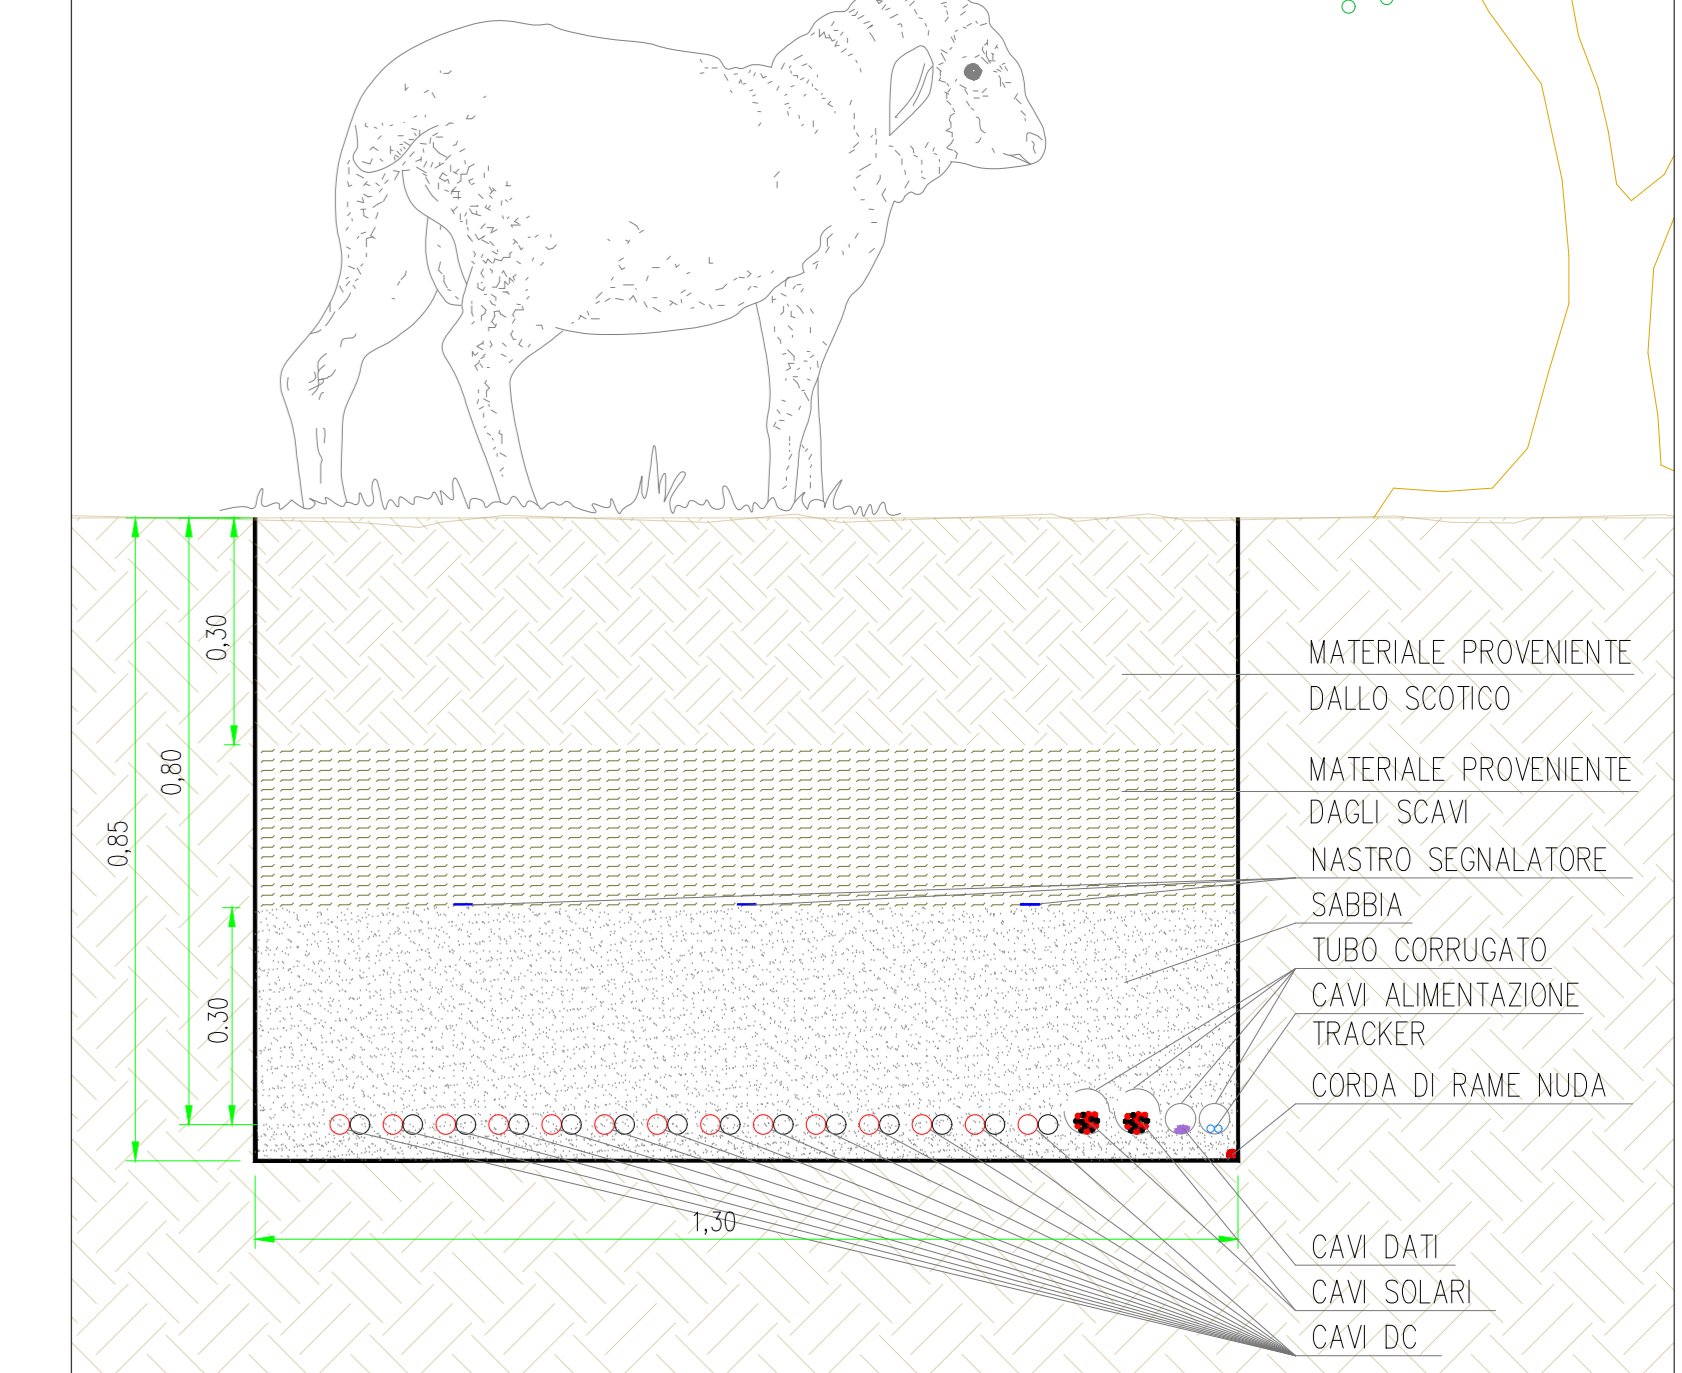 0,30
MATERIALE PROVENIENTE
DALLO SCOTICO
0,80
MATERIALE PROVENIENTE
DAGLI SCAVI
0,85
NASTRO SEGNALATORE
SABBIA
TUBO CORRUGATO
CAVI ALIMENTAZIONE
0.30
TRACKER
CORDA DI RAME NUDA
1,30
CAVI DATI
CAVI SOLARI
CAVI DC